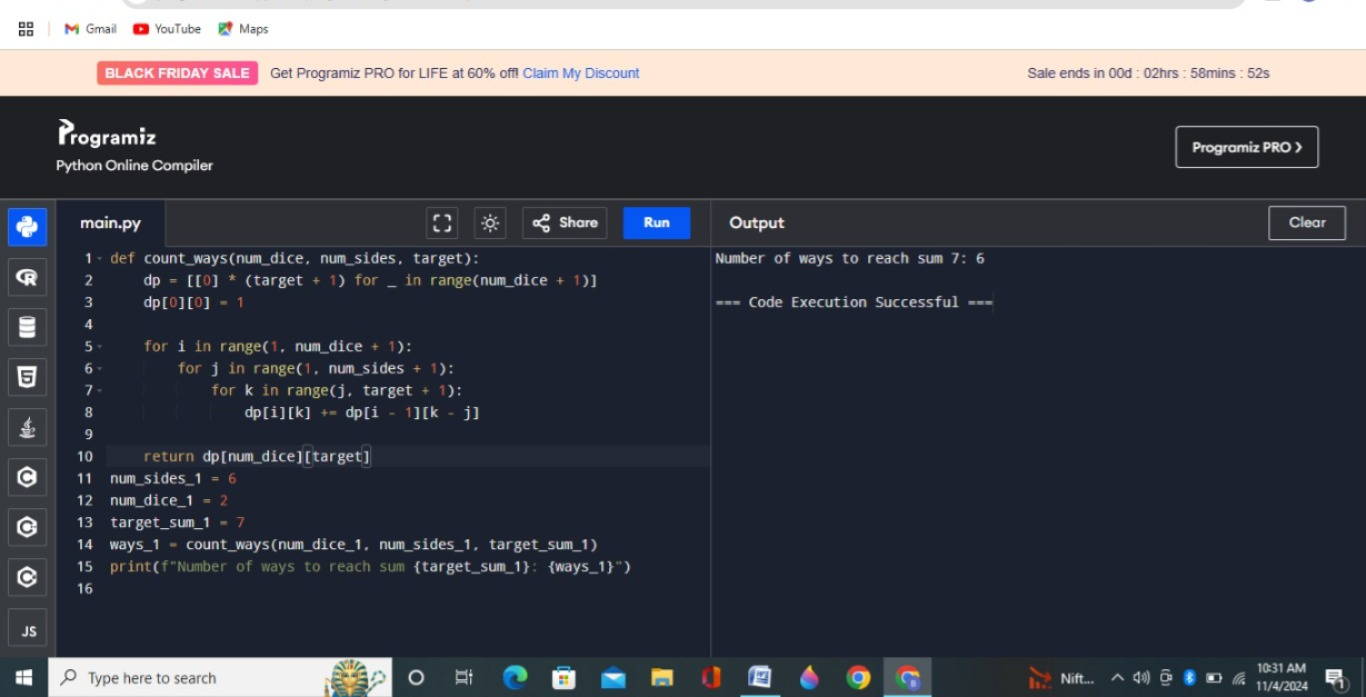 Gmail YouTube Maps
BLACK FRIDAY SALE Get Programiz PRO for LIFE at 60% off! Claim My Discount Sale ends in 00d : 02hrs : 58mins : 52s
Programiz
Python Online Compiler
Programiz PRO >
main.py Share Run Output Clear
1 def count_ways(num_dice, num_sides, target):
2     dp = [[0] * (target + 1) for _ in range(num_dice + 1)]
3     dp[0][0] = 1
4
5     for i in range(1, num_dice + 1):
6         for j in range(1, num_sides + 1):
7             for k in range(j, target + 1):
8                 dp[i][k] += dp[i - 1][k - j]
9
10     return dp[num_dice][target]
11 num_sides_1 = 6
12 num_dice_1 = 2
13 target_sum_1 = 7
14 ways_1 = count_ways(num_dice_1, num_sides_1, target_sum_1)
15 print(f"Number of ways to reach sum {target_sum_1}: {ways_1}")
16
Number of ways to reach sum 7: 6
=== Code Execution Successful ===
JS
Type here to search
Nift...
10:31 AM
11/4/2024
1